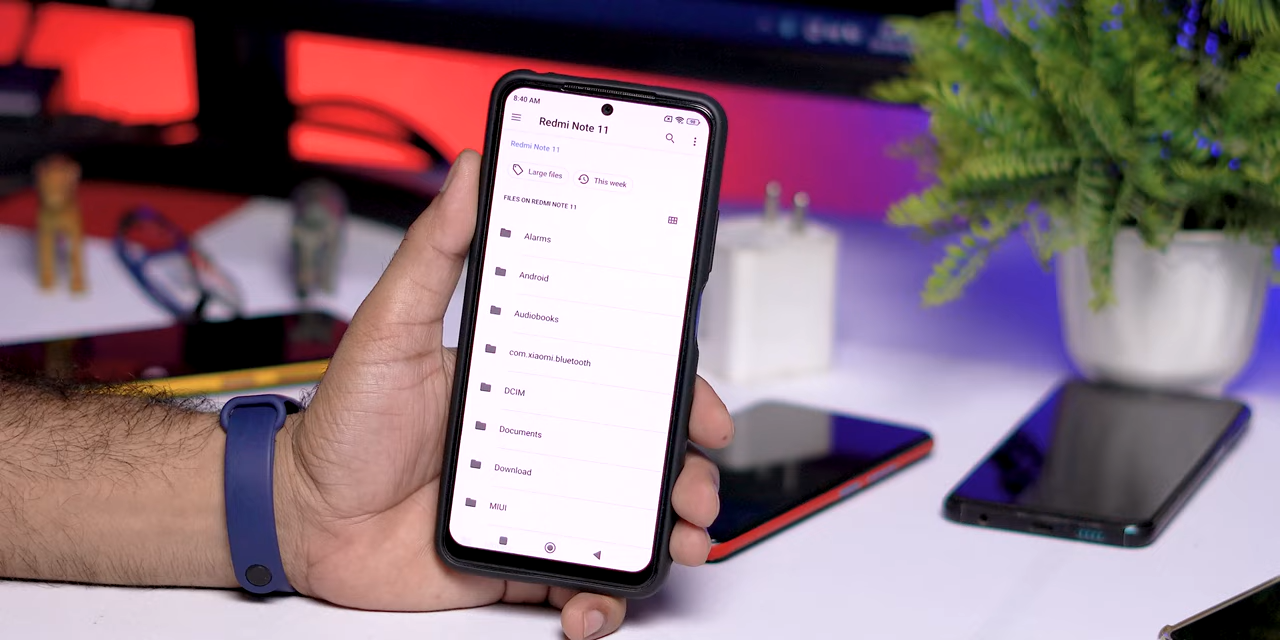 8:40 AM
Redmi Note 11
Redmi Note 11
Large files
This week
FILES ON REDMI NOTE 11
Alarms
Android
Audiobooks
com.xiaomi.bluetooth
DCIM
Documents
Download
MIUI